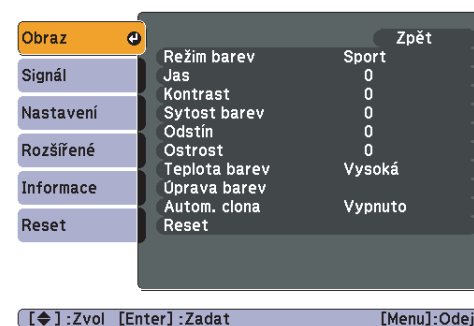 Obraz
Signál
Nastavení
Rozšířené
Informace
Reset
Zpět
Režim barev Sport
Jas 0
Kontrast 0
Sytost barev 0
Odstín 0
Ostrost 0
Teplota barev Vysoká
Úprava barev
Autom. clona Vypnuto
Reset
[◆] :Zvol [Enter] :Zadat [Menu]:Odej